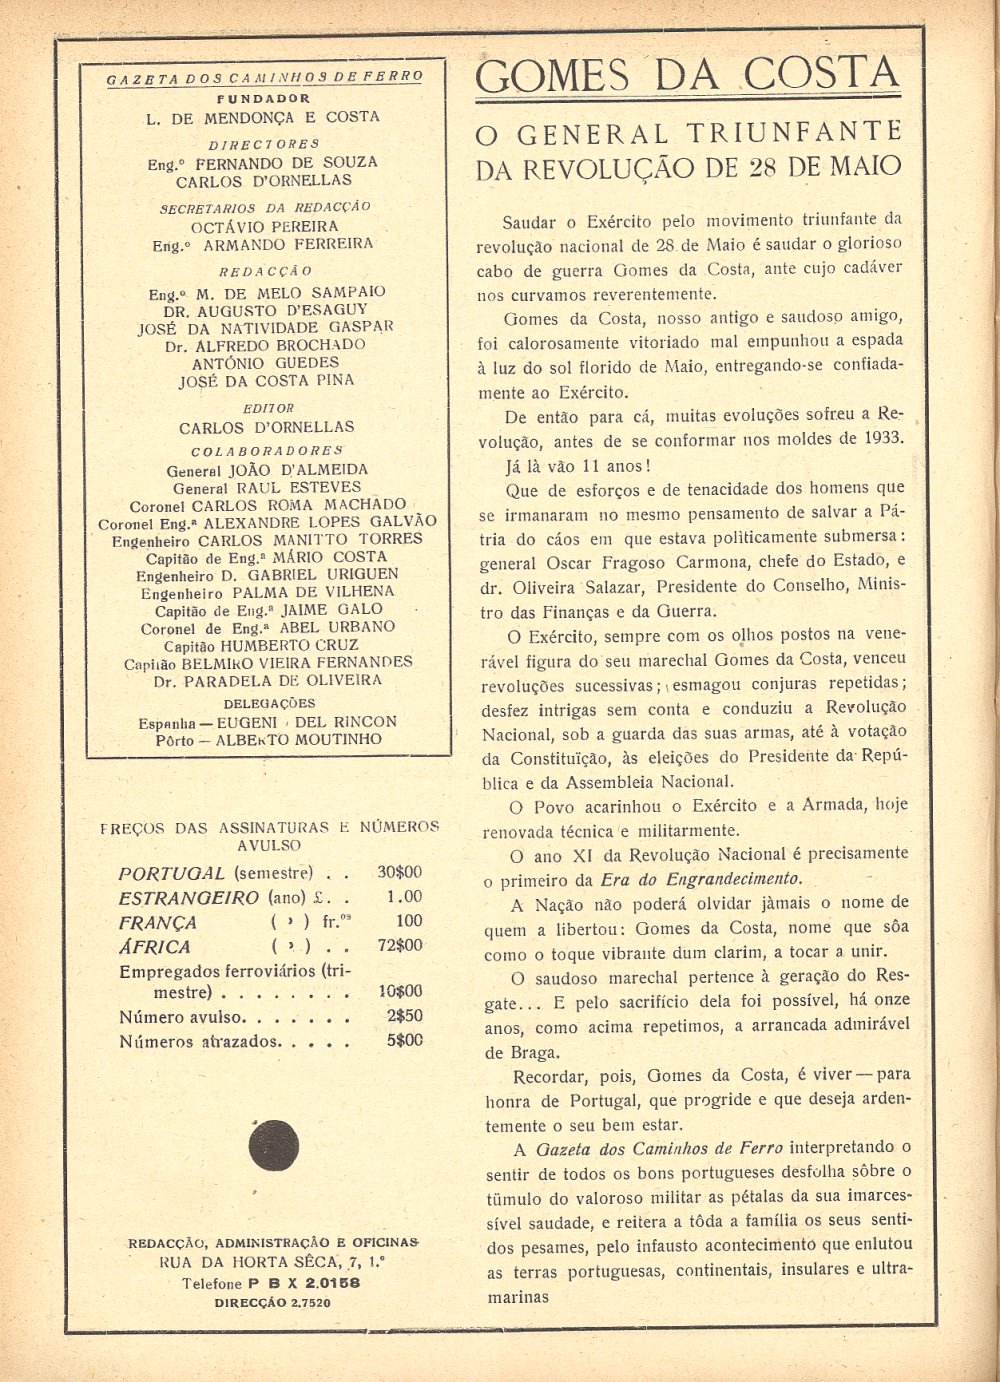 GAZETA DOS CAMINHOS DE FERRO
FUNDADOR
L. DE MENDONÇA E COSTA
DIRECTORES
Eng.º FERNANDO DE SOUZA
CARLOS D'ORNELLAS
SECRETARIOS DA REDACÇÃO
OCTÁVIO PEREIRA
Eng.º ARMANDO FERREIRA
REDACÇÃO
Eng.º M. DE MELO SAMPAIO
DR. AUGUSTO D'ESAGUY
JOSÉ DA NATIVIDADE GASPAR
Dr. ALFREDO BROCHADO
ANTÓNIO GUEDES
JOSÉ DA COSTA PINA
EDITOR
CARLOS D'ORNELLAS
COLABORADORES
General JOÃO D'ALMEIDA
General RAUL ESTEVES
Coronel CARLOS ROMA MACHADO
Coronel Eng.ª ALEXANDRE LOPES GALVÃO
Engenheiro CARLOS MANITTO TORRES
Capitão de Eng.ª MÁRIO COSTA
Engenheiro D. GABRIEL URIGUEN
Engenheiro PALMA DE VILHENA
Capitão de Eng.ª JAIME GALO
Coronel de Eng.ª ABEL URBANO
Capitão HUMBERTO CRUZ
Capitão BELMIRO VIEIRA FERNANDES
Dr. PARADELA DE OLIVEIRA
DELEGAÇÕES
Espanha — EUGENI DEL RINCON
Pôrto — ALBERTO MOUTINHO
PREÇOS DAS ASSINATURAS E NÚMEROS
AVULSO
PORTUGAL (semestre) . . 30$00
ESTRANGEIRO (ano) £. . 1.00
FRANÇA ( › ) fr.ºˢ 100
ÁFRICA ( › ) . . 72$00
Empregados ferroviários (tri-
mestre) . . . . . . . . 10$00
Número avulso. . . . . . . 2$50
Números atrazados. . . . . 5$00
REDACÇÃO, ADMINISTRAÇÃO E OFICINAS
RUA DA HORTA SÊCA, 7, 1.º
Telefone P B X 2.0158
DIRECÇÃO 2.7520
GOMES DA COSTA
O GENERAL TRIUNFANTE
DA REVOLUÇÃO DE 28 DE MAIO
Saudar o Exército pelo movimento triunfante da
revolução nacional de 28 de Maio é saudar o glorioso
cabo de guerra Gomes da Costa, ante cujo cadáver
nos curvamos reverentemente.
Gomes da Costa, nosso antigo e saudoso amigo,
foi calorosamente vitoriado mal empunhou a espada
à luz do sol florido de Maio, entregando-se confiada-
mente ao Exército.
De então para cá, muitas evoluções sofreu a Re-
volução, antes de se conformar nos moldes de 1933.
Já là vão 11 anos!
Que de esforços e de tenacidade dos homens que
se irmanaram no mesmo pensamento de salvar a Pá-
tria do cáos em que estava politicamente submersa:
general Oscar Fragoso Carmona, chefe do Estado, e
dr. Oliveira Salazar, Presidente do Conselho, Minis-
tro das Finanças e da Guerra.
O Exército, sempre com os olhos postos na vene-
rável figura do seu marechal Gomes da Costa, venceu
revoluções sucessivas; esmagou conjuras repetidas;
desfez intrigas sem conta e conduziu a Revolução
Nacional, sob a guarda das suas armas, até à votação
da Constituïção, às eleições do Presidente da Repú-
blica e da Assembleia Nacional.
O Povo acarinhou o Exército e a Armada, hoje
renovada técnica e militarmente.
O ano XI da Revolução Nacional é precisamente
o primeiro da Era do Engrandecimento.
A Nação não poderá olvidar jàmais o nome de
quem a libertou: Gomes da Costa, nome que sôa
como o toque vibrante dum clarim, a tocar a unir.
O saudoso marechal pertence à geração do Res-
gate... E pelo sacrifício dela foi possível, há onze
anos, como acima repetimos, a arrancada admirável
de Braga.
Recordar, pois, Gomes da Costa, é viver — para
honra de Portugal, que progride e que deseja arden-
temente o seu bem estar.
A Gazeta dos Caminhos de Ferro interpretando o
sentir de todos os bons portugueses desfolha sôbre o
tümulo do valoroso militar as pétalas da sua imarces-
sível saudade, e reitera a tôda a família os seus senti-
dos pesames, pelo infausto acontecimento que enlutou
as terras portuguesas, continentais, insulares e ultra-
marinas